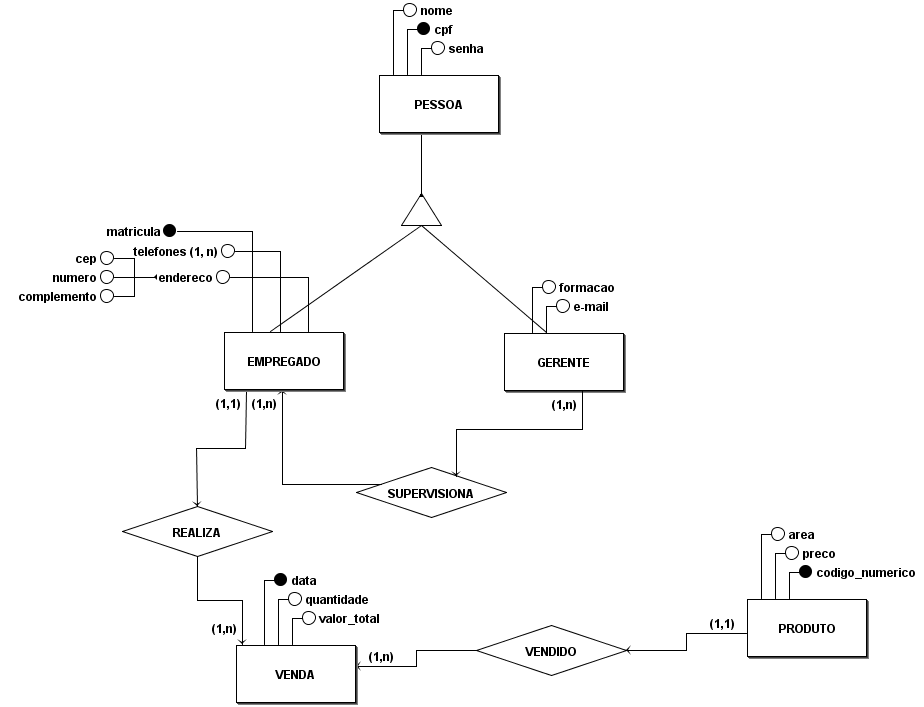 nome
cpf
senha
PESSOA
matricula
telefones (1, n)
cep
numero
endereco
complemento
formacao
e-mail
EMPREGADO
GERENTE
(1,1)
(1,n)
(1,n)
SUPERVISIONA
REALIZA
area
preco
codigo_numerico
data
quantidade
valor_total
(1,n)
(1,1)
PRODUTO
VENDIDO
(1,n)
VENDA